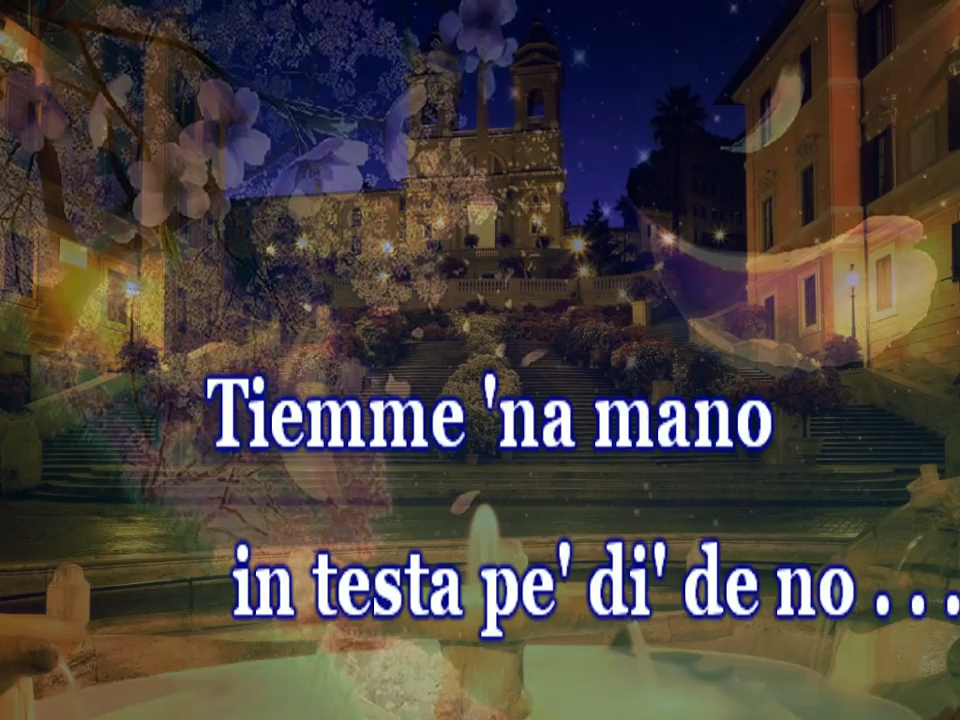 Tiemme 'na mano
in testa pe' di' de no . . .